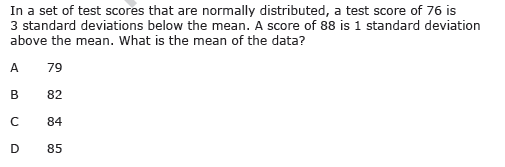 In a set of test scores that are normally distributed, a test score of 76 is
3 standard deviations below the mean. A score of 88 is 1 standard deviation
above the mean. What is the mean of the data?
A 79
B 82
C 84
D 85